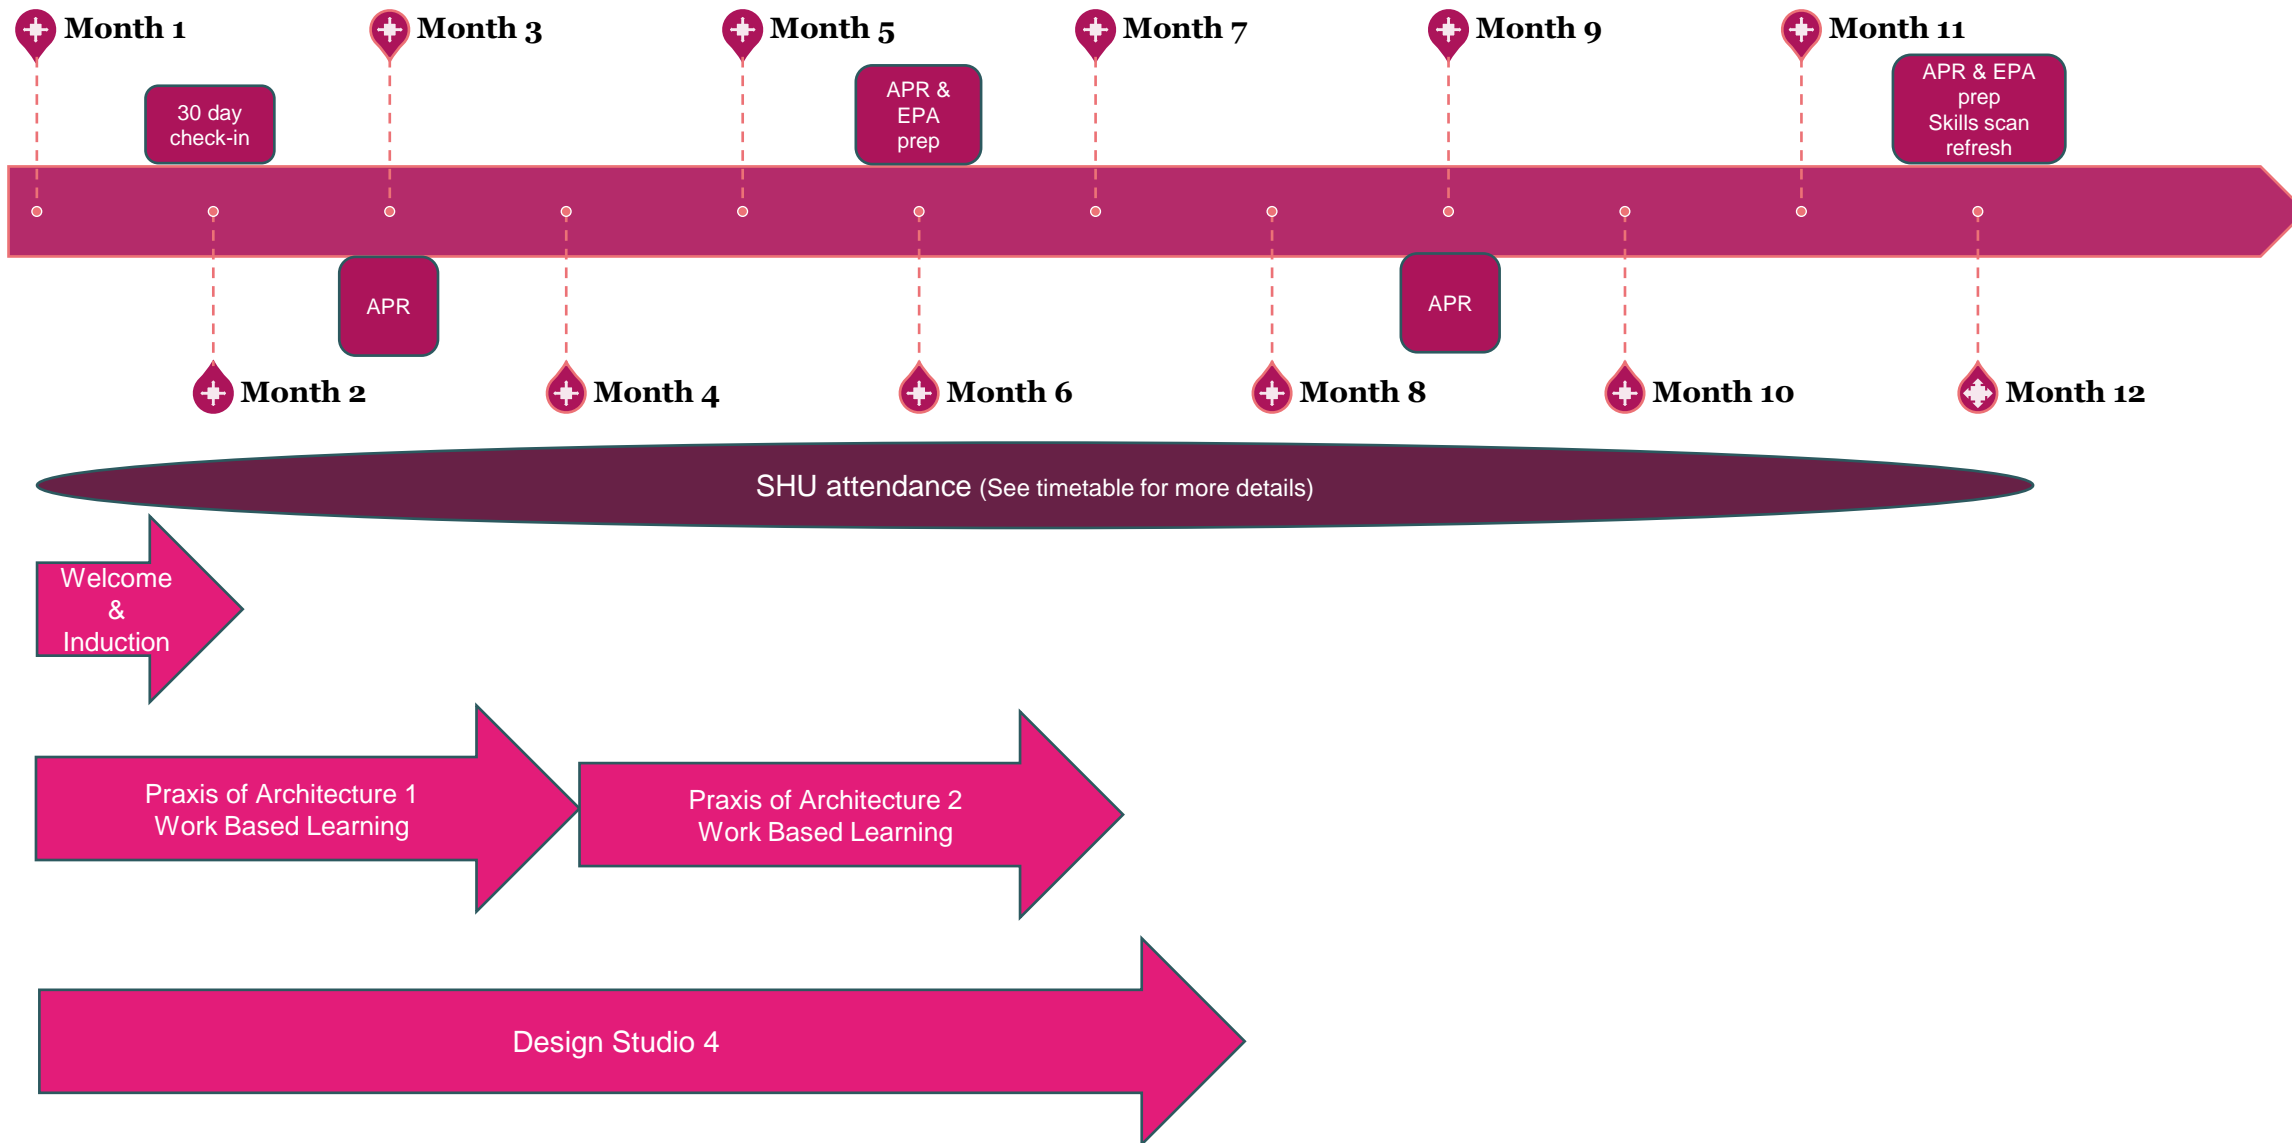 Month 1
Month 3
Month 5
Month 7
Month 9
Month 11
30 day
check-in
APR &
EPA
prep
APR & EPA
prep
Skills scan
refresh
APR
APR
Month 2
Month 4
Month 6
Month 8
Month 10
Month 12
SHU attendance (See timetable for more details)
Welcome
&
Induction
Praxis of Architecture 1
Work Based Learning
Praxis of Architecture 2
Work Based Learning
Design Studio 4